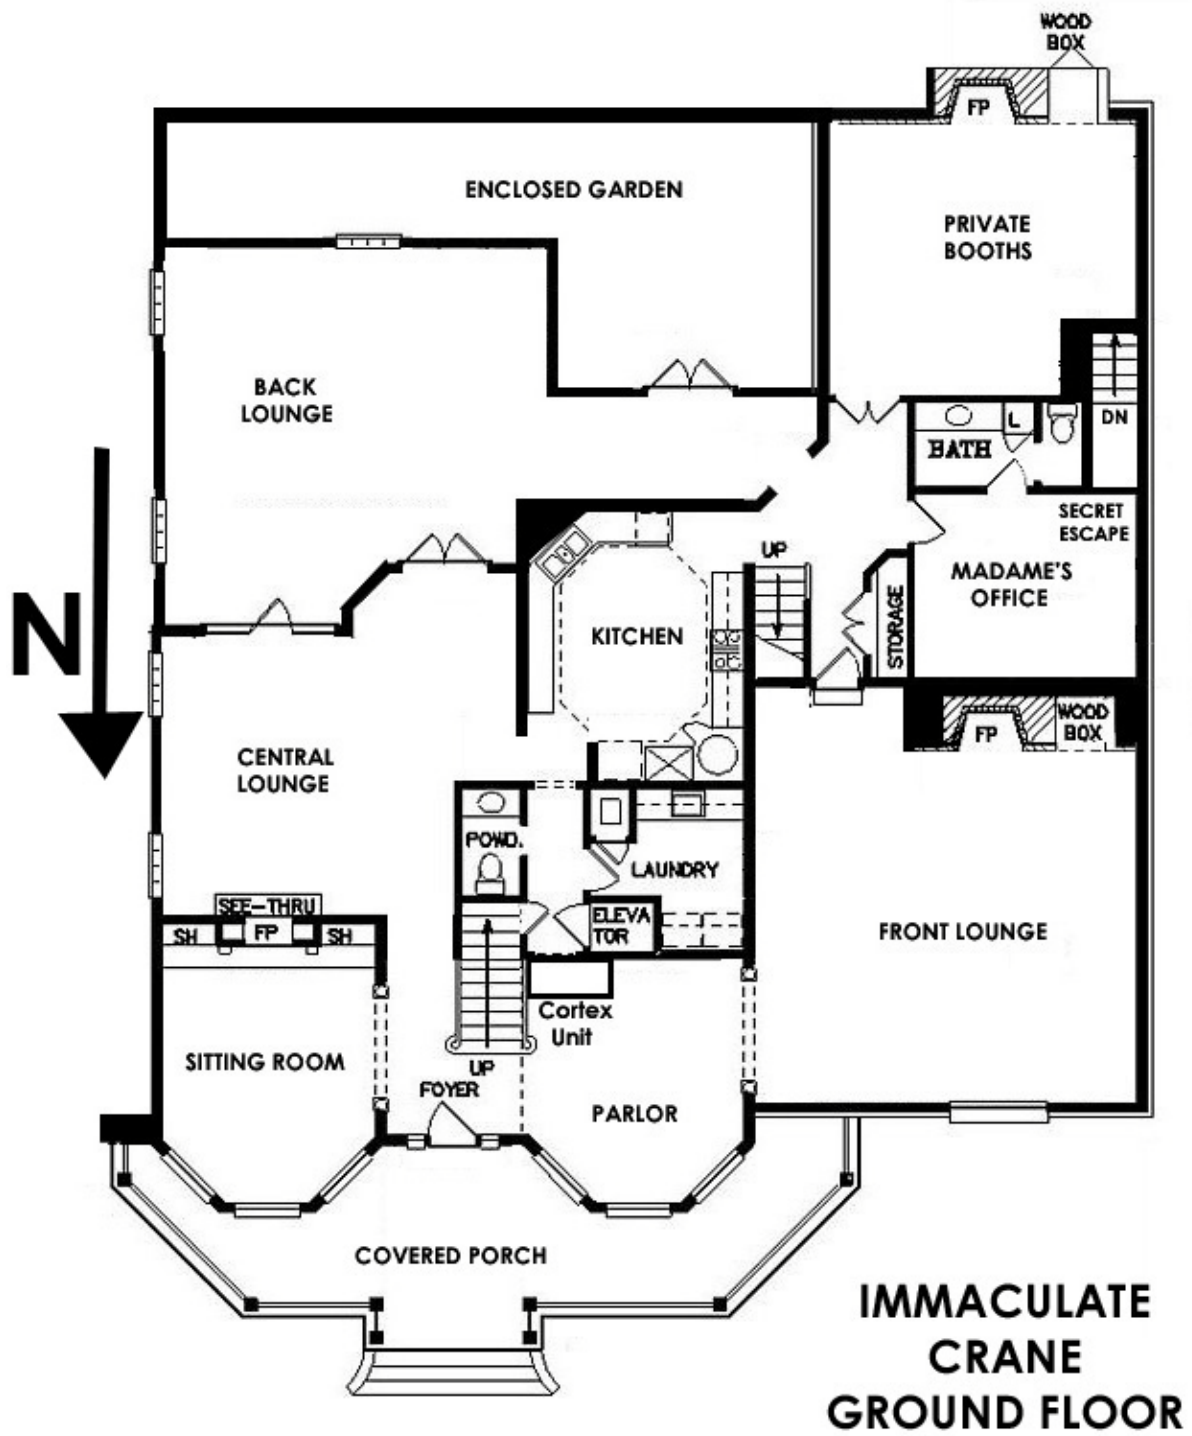 WOOD
BOX
FP
ENCLOSED GARDEN
PRIVATE
BOOTHS
BACK
LOUNGE
L
DN
BATH
SECRET
ESCAPE
UP
MADAME'S
OFFICE
STORAGE
N
KITCHEN
FP
WOOD
BOX
CENTRAL
LOUNGE
POWD.
LAUNDRY
SEE-THRU
SH
FP
SH
ELEVA
TOR
FRONT LOUNGE
Cortex
Unit
SITTING ROOM
UP
FOYER
PARLOR
COVERED PORCH
IMMACULATE
CRANE
GROUND FLOOR